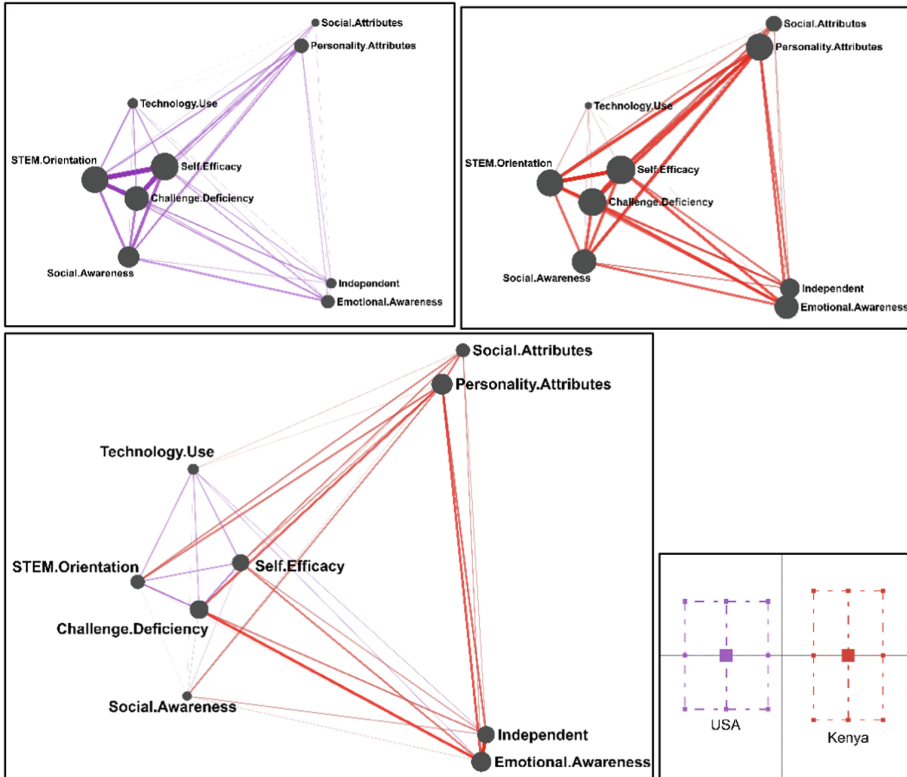 Social.Attributes
Personality.Attributes
Technology.Use
STEM.Orientation
Self.Efficacy
Challenge.Deficiency
Social.Awareness
Independent
Emotional.Awareness
Social.Attributes
Personality.Attributes
Technology.Use
STEM.Orientation
Self.Efficacy
Challenge.Deficiency
Social.Awareness
Independent
Emotional.Awareness
Social.Attributes
Personality.Attributes
Technology.Use
STEM.Orientation
Self.Efficacy
Challenge.Deficiency
Social.Awareness
Independent
Emotional.Awareness
USA
Kenya